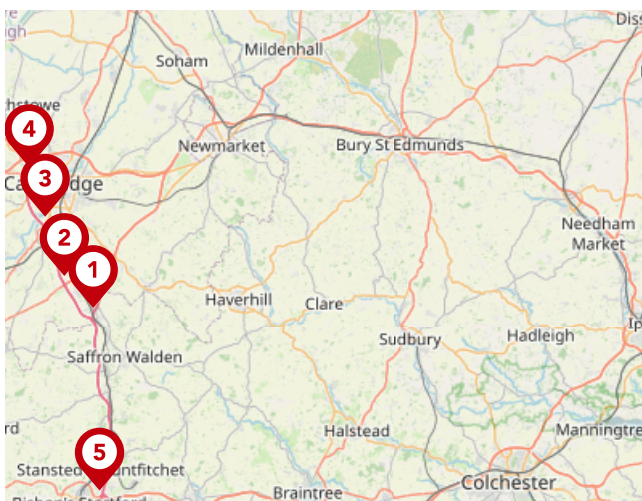 Diss
Mildenhall
Soham
4
Newmarket
Bury St Edmunds
3
Needham
Market
2
1
Haverhill
Clare
Sudbury
Hadleigh
Saffron Walden
Halstead
5
Colchester
Braintree